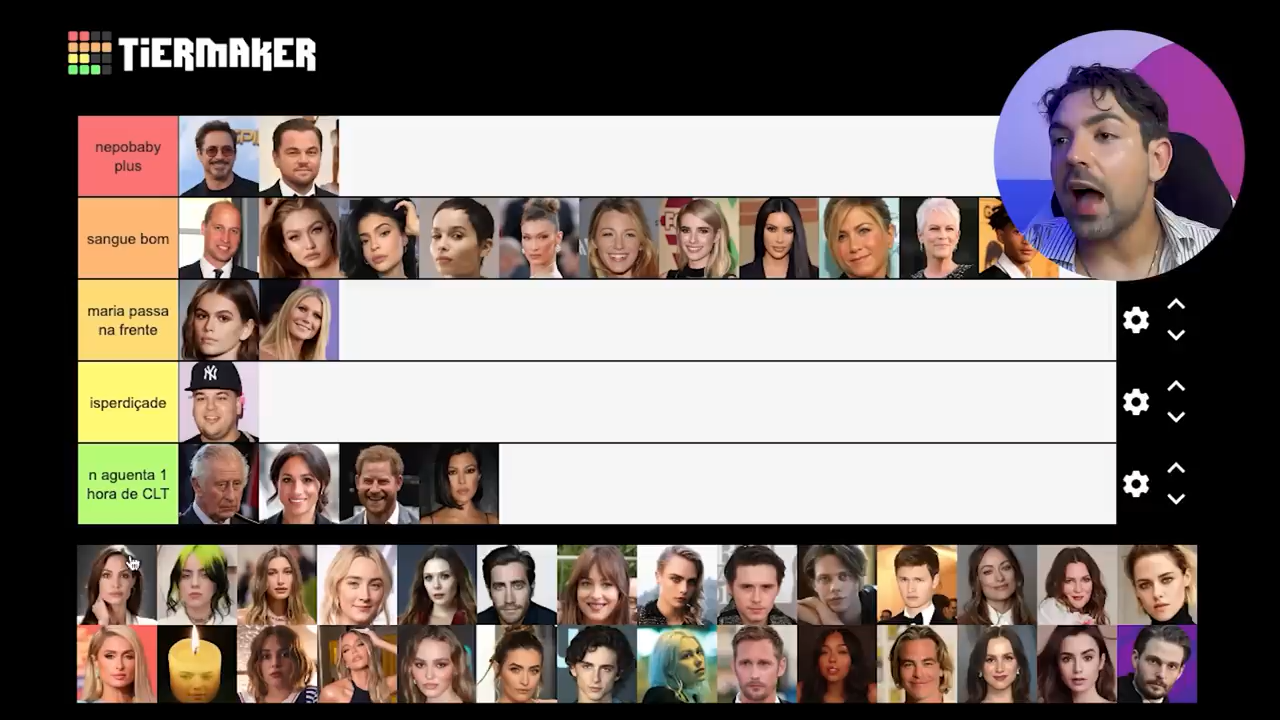 TiERMAKER
nepobaby
plus
sangue bom
maria passa
na frente
isperdiçade
n aguenta 1
hora de CLT